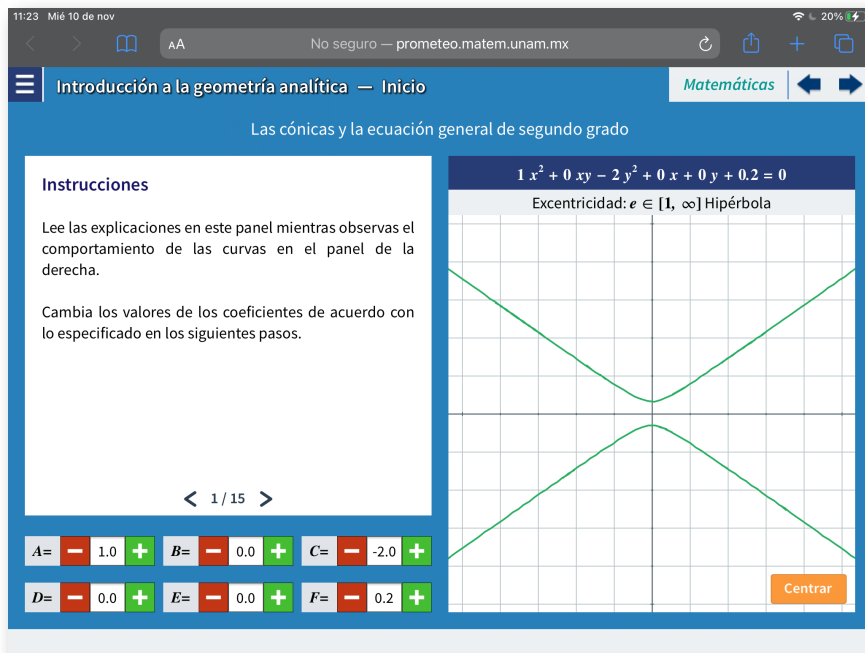 11:23 Mié 10 de nov 20%
AA No seguro — prometeo.matem.unam.mx
Introducción a la geometría analítica — Inicio Matemáticas
Las cónicas y la ecuación general de segundo grado
Instrucciones
Lee las explicaciones en este panel mientras observas el
comportamiento de las curvas en el panel de la
derecha.
Cambia los valores de los coeficientes de acuerdo con
lo especificado en los siguientes pasos.
< 1 / 15 >
1 x² + 0 xy − 2 y² + 0 x + 0 y + 0.2 = 0
Excentricidad: e ∈ [1, ∞] Hipérbola
Centrar
A= − 1.0 + B= − 0.0 + C= − -2.0 +
D= − 0.0 + E= − 0.0 + F= − 0.2 +